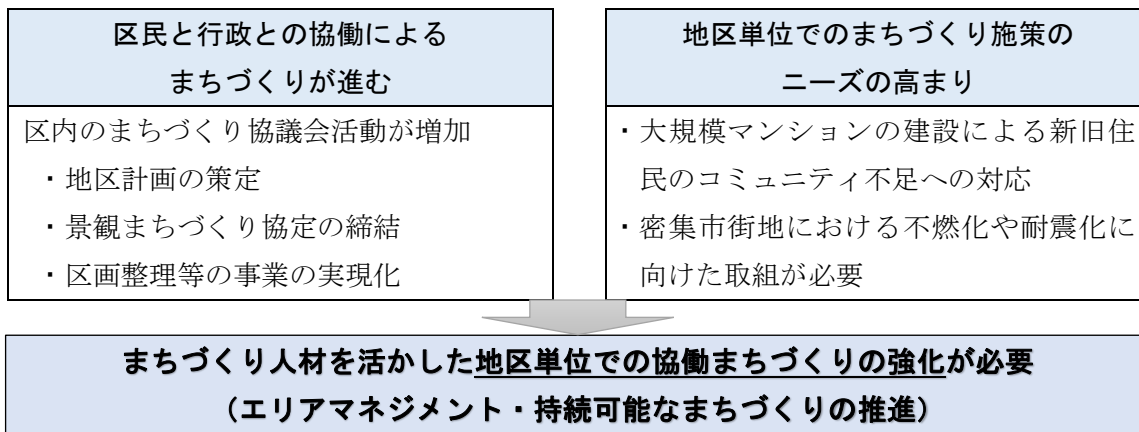 区民と行政との協働による
まちづくりが進む
区内のまちづくり協議会活動が増加
・地区計画の策定
・景観まちづくり協定の締結
・区画整理等の事業の実現化
地区単位でのまちづくり施策の
ニーズの高まり
・大規模マンションの建設による新旧住
民のコミュニティ不足への対応
・密集市街地における不燃化や耐震化に
向けた取組が必要
まちづくり人材を活かした地区単位での協働まちづくりの強化が必要
（エリアマネジメント・持続可能なまちづくりの推進）